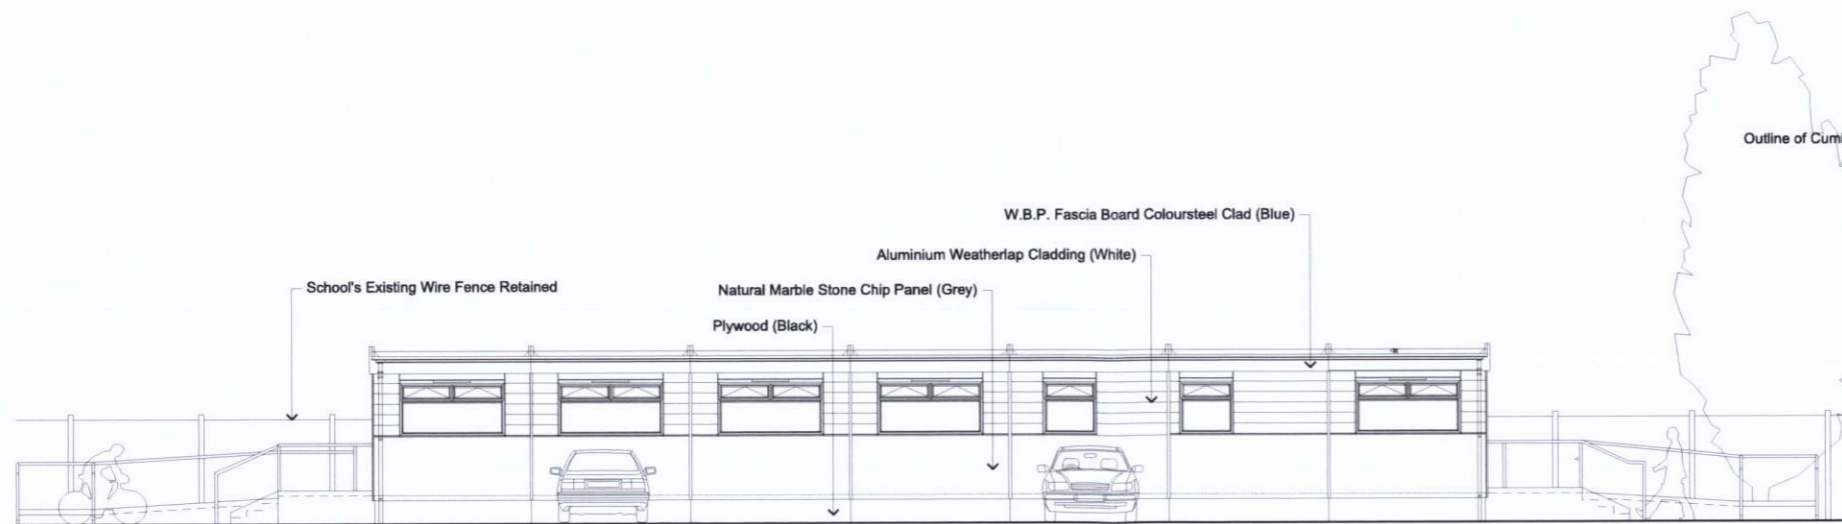 Outline of
W.B.P. Fascia Board Coloursteel Clad (Blue)
Aluminium Weatherlap Cladding (White)
School's Existing Wire Fence Retained
Natural Marble Stone Chip Panel (Grey)
Plywood (Black)